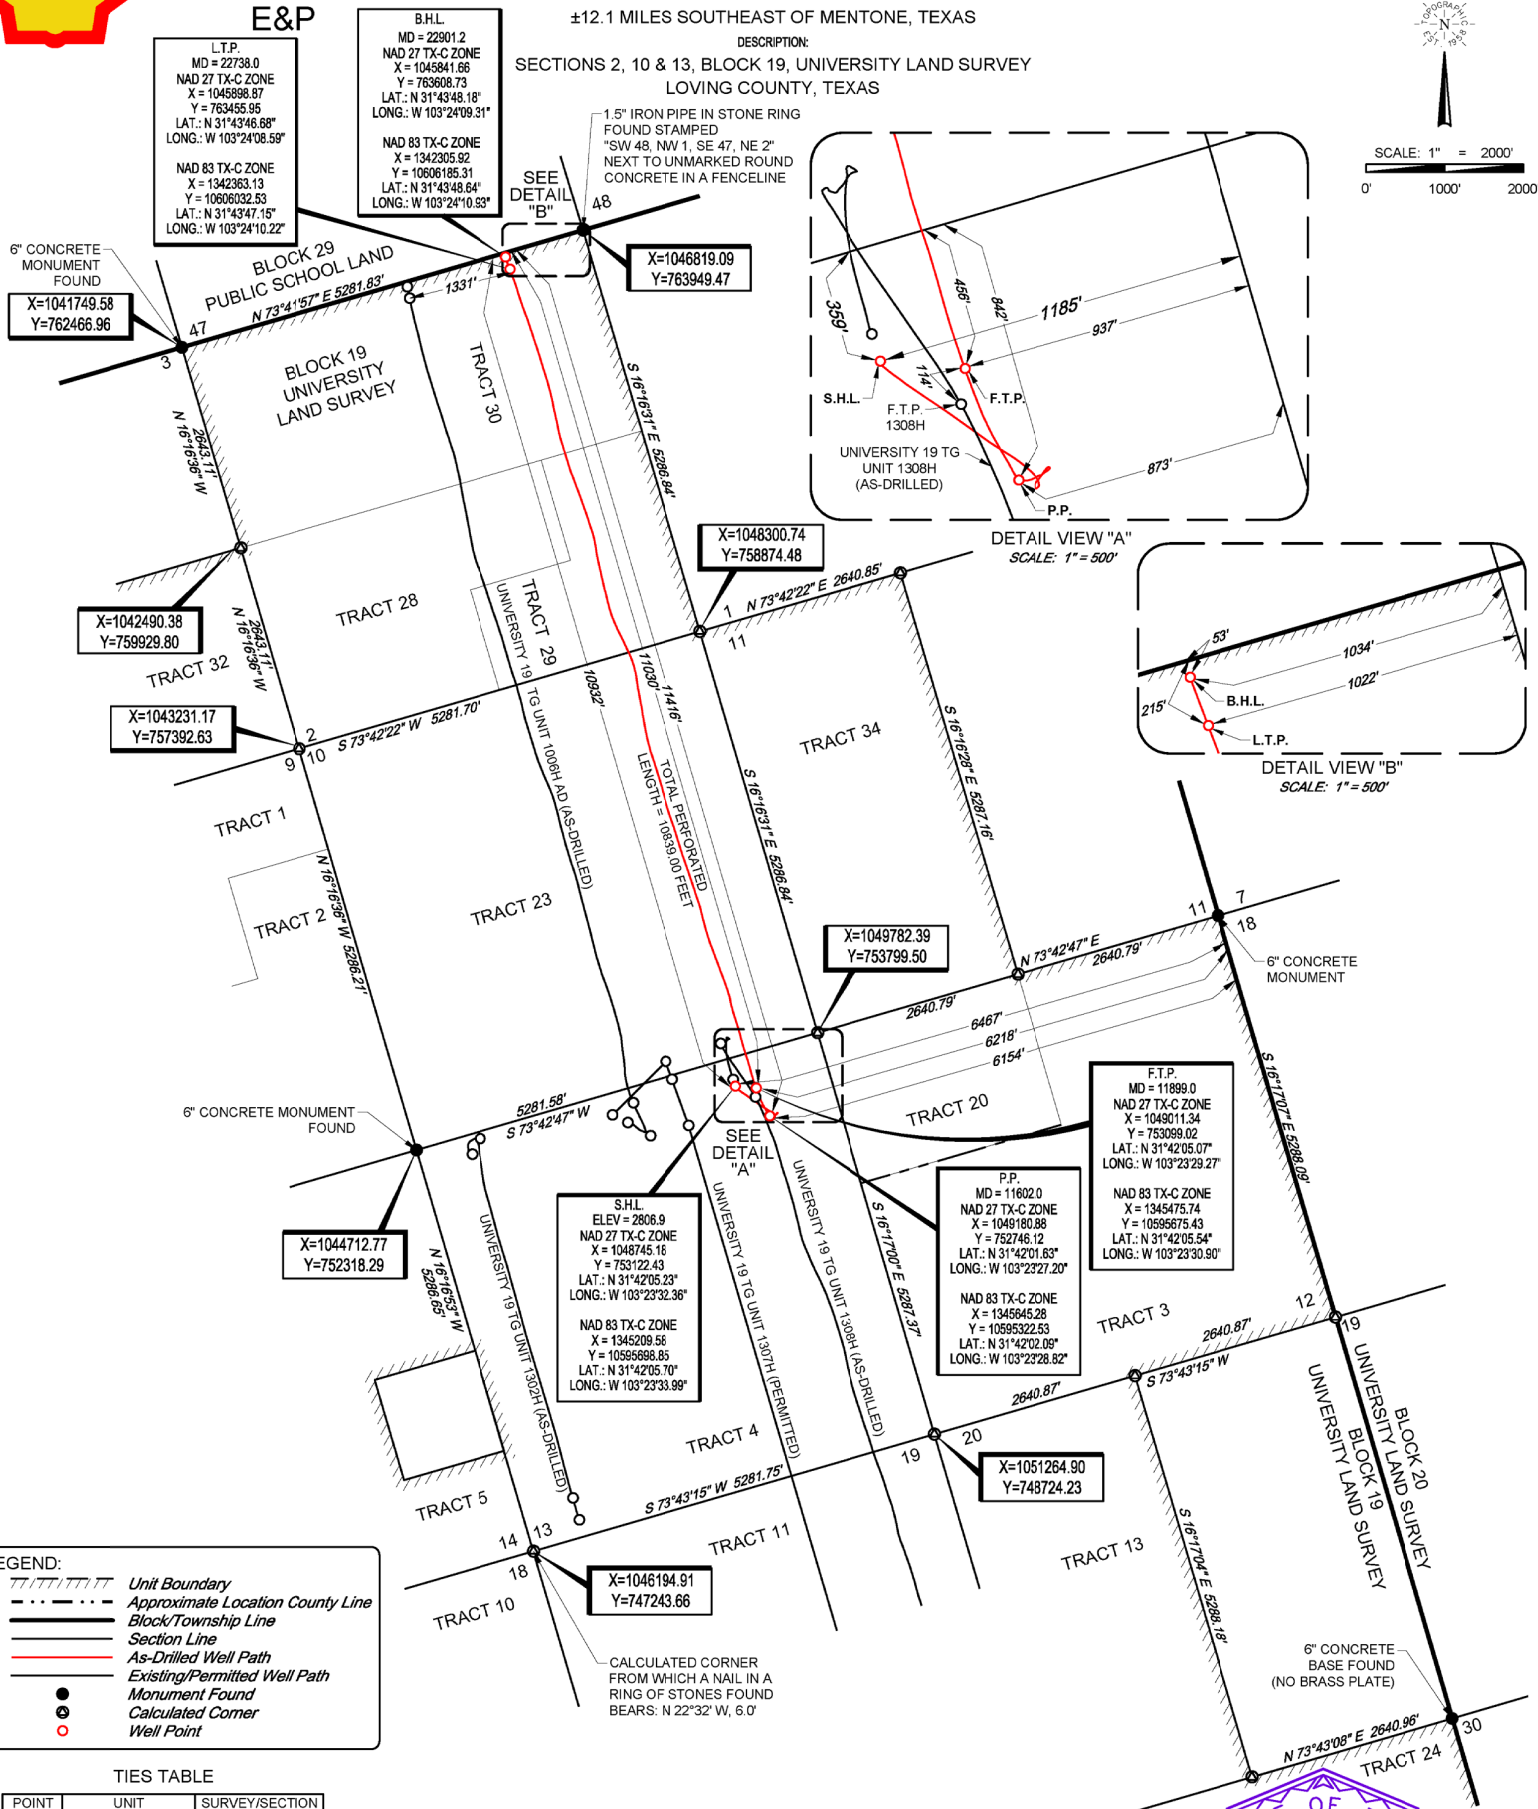 E&P
±12.1 MILES SOUTHEAST OF MENTONE, TEXAS
DESCRIPTION:
SECTIONS 2, 10 & 13, BLOCK 19, UNIVERSITY LAND SURVEY
LOVING COUNTY, TEXAS
TOPOGRAPHIC
N
EST. 1958
SCALE: 1" = 2000'
0' 1000' 2000
L.T.P.
MD = 22738.0
NAD 27 TX-C ZONE
X = 1045898.87
Y = 763455.95
LAT.: N 31°43'46.68"
LONG.: W 103°24'08.59"
NAD 83 TX-C ZONE
X = 1342363.13
Y = 10606032.53
LAT.: N 31°43'47.15"
LONG.: W 103°24'10.22"
B.H.L.
MD = 22901.2
NAD 27 TX-C ZONE
X = 1045841.66
Y = 763608.73
LAT.: N 31°43'48.18"
LONG.: W 103°24'09.31"
NAD 83 TX-C ZONE
X = 1342305.92
Y = 10606185.31
LAT.: N 31°43'48.64"
LONG.: W 103°24'10.93"
1.5" IRON PIPE IN STONE RING
FOUND STAMPED
"SW 48, NW 1, SE 47, NE 2"
NEXT TO UNMARKED ROUND
CONCRETE IN A FENCELINE
SEE
DETAIL
"B"
48
X=1046819.09
Y=763949.47
6" CONCRETE
MONUMENT
FOUND
X=1041749.58
Y=762466.96
BLOCK 29
PUBLIC SCHOOL LAND
N 73°41'57" E 5281.83'
1331'
47
3
BLOCK 19
UNIVERSITY
LAND SURVEY
TRACT 30
S 16°16'31" E 5286.84'
2643.11'
N 16°16'36" W
359'
456'
842'
1185'
937'
114'
S.H.L.
F.T.P.
F.T.P.
1308H
UNIVERSITY 19 TG
UNIT 1308H
(AS-DRILLED)
873'
P.P.
DETAIL VIEW "A"
SCALE: 1" = 500'
53'
1034'
1022'
B.H.L.
215'
L.T.P.
DETAIL VIEW "B"
SCALE: 1" = 500'
X=1048300.74
Y=758874.48
1
N 73°42'22" E 2640.85'
11
X=1042490.38
Y=759929.80
TRACT 28
TRACT 29
UNIVERSITY 19 TG UNIT 1006H AD (AS-DRILLED)
2643.11'
N 16°16'36" W
TRACT 32
X=1043231.17
Y=757392.63
2
9 10
S 73°42'22" W 5281.70'
10932'
11030'
11416'
TOTAL PERFORATED
LENGTH = 10839.00 FEET
TRACT 34
S 16°16'28" E 5287.16'
S 16°16'31" E 5286.84'
TRACT 1
TRACT 2
TRACT 23
N 16°16'36" W 5286.21'
X=1049782.39
Y=753799.50
N 73°42'47" E
2640.79'
11 7
18
6" CONCRETE
MONUMENT
2640.79'
6467'
6218'
6154'
S 16°17'07" E 5288.09'
6" CONCRETE MONUMENT
FOUND
5281.58'
S 73°42'47" W
SEE
DETAIL
"A"
TRACT 20
F.T.P.
MD = 11899.0
NAD 27 TX-C ZONE
X = 1049011.34
Y = 753099.02
LAT.: N 31°42'05.07"
LONG.: W 103°23'29.27"
NAD 83 TX-C ZONE
X = 1345475.74
Y = 10595675.43
LAT.: N 31°42'05.54"
LONG.: W 103°23'30.90"
P.P.
MD = 11602.0
NAD 27 TX-C ZONE
X = 1049180.88
Y = 752746.12
LAT.: N 31°42'01.63"
LONG.: W 103°23'27.20"
NAD 83 TX-C ZONE
X = 1345645.28
Y = 10595322.53
LAT.: N 31°42'02.09"
LONG.: W 103°23'28.82"
S.H.L.
ELEV = 2806.9
NAD 27 TX-C ZONE
X = 1048745.18
Y = 753122.43
LAT.: N 31°42'05.23"
LONG.: W 103°23'32.36"
NAD 83 TX-C ZONE
X = 1345209.58
Y = 10595698.85
LAT.: N 31°42'05.70"
LONG.: W 103°23'33.99"
X=1044712.77
Y=752318.29
N 16°16'53" W
5286.65'
UNIVERSITY 19 TG UNIT 1302H (AS-DRILLED)
UNIVERSITY 19 TG UNIT 1307H (PERMITTED)
UNIVERSITY 19 TG UNIT 1308H (AS-DRILLED)
S 16°17'00" E 5287.37'
TRACT 3
12
19
2640.87'
S 73°43'15" W
2640.87'
TRACT 4
19 20
X=1051264.90
Y=748724.23
S 73°43'15" W 5281.75'
TRACT 5
14 13
18
TRACT 11
TRACT 13
TRACT 10
X=1046194.91
Y=747243.66
CALCULATED CORNER
FROM WHICH A NAIL IN A
RING OF STONES FOUND
BEARS: N 22°32' W, 6.0'
BLOCK 20
UNIVERSITY LAND SURVEY
BLOCK 19
UNIVERSITY LAND SURVEY
S 16°17'04" E 5288.18'
6" CONCRETE
BASE FOUND
(NO BRASS PLATE)
N 73°43'08" E 2640.96'
30
TRACT 24
EGEND:
Unit Boundary
Approximate Location County Line
Block/Township Line
Section Line
As-Drilled Well Path
Existing/Permitted Well Path
Monument Found
Calculated Corner
Well Point
TIES TABLE
POINT UNIT SURVEY/SECTION
OF